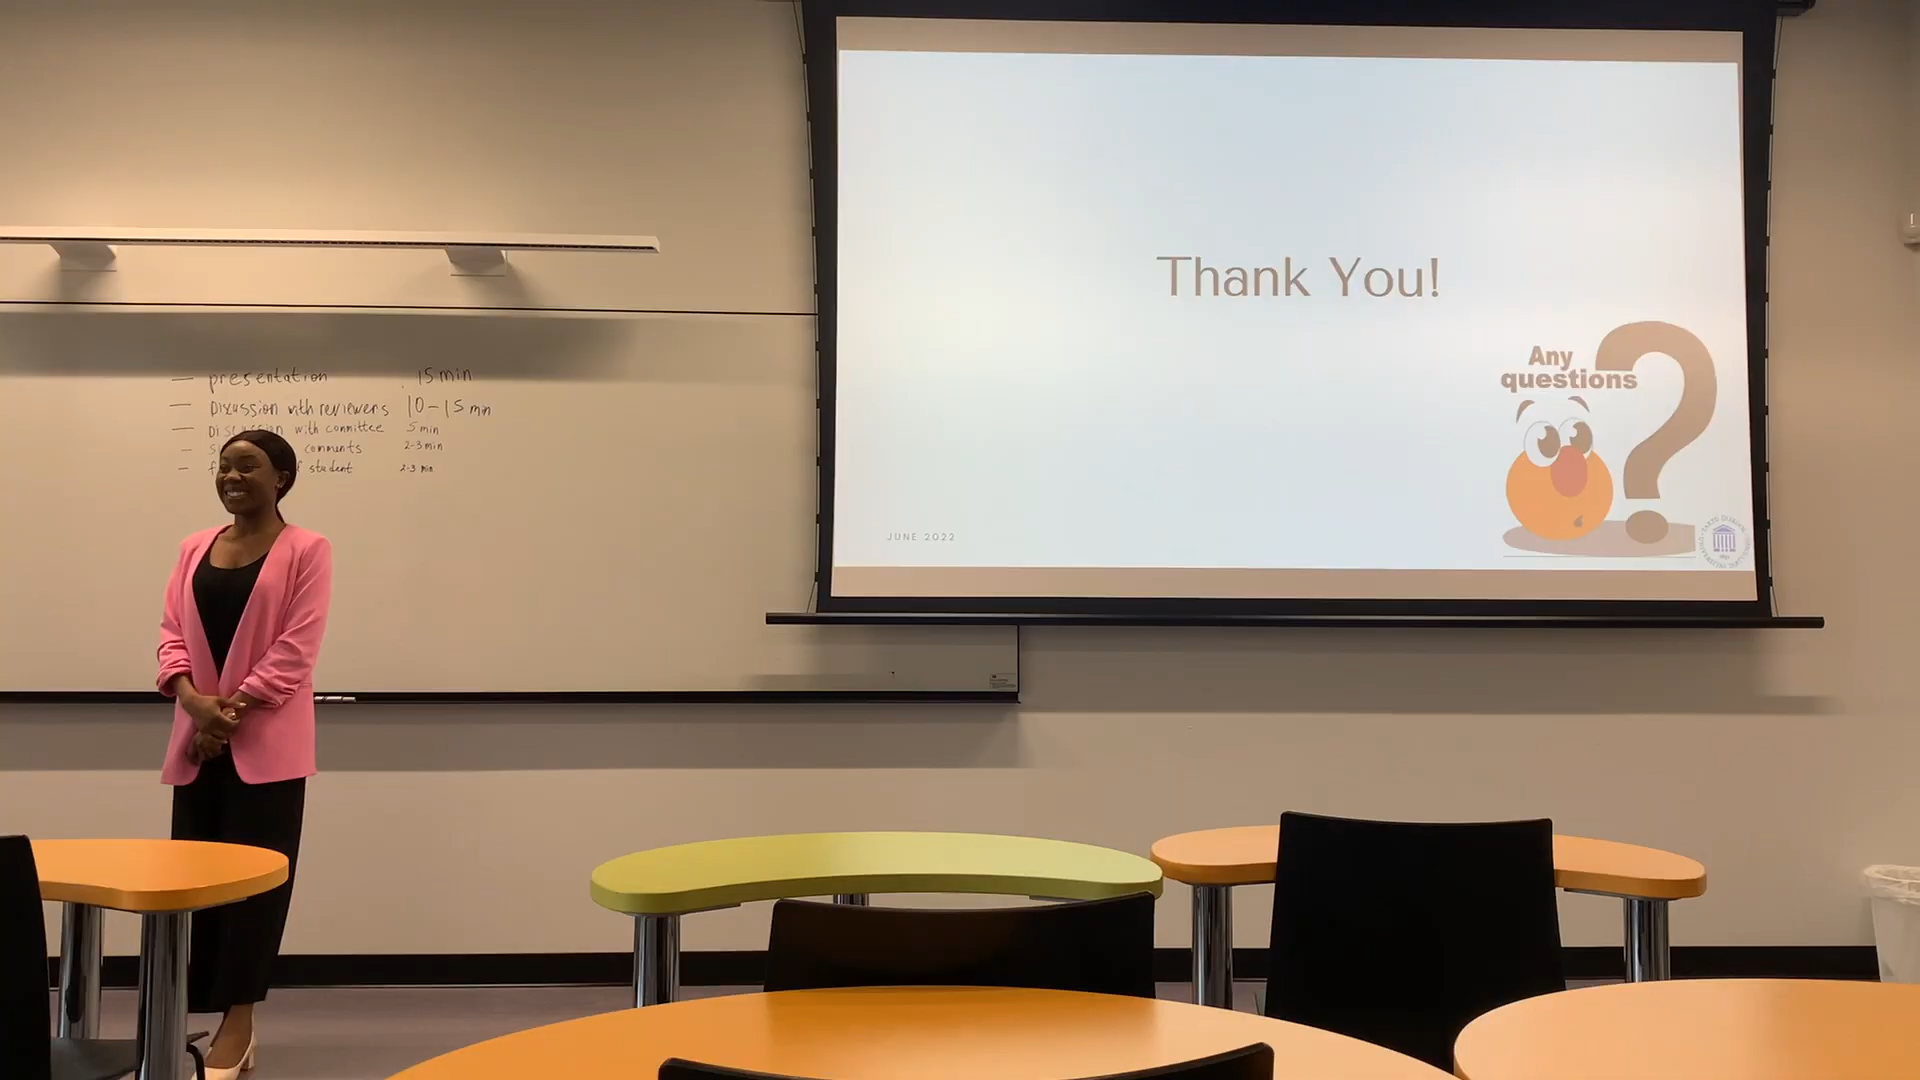 — presentation 15 min
— Discussion with reviewers 10-15 min
— Discussion with committee 5 min
- comments 2-3 min
- student 2-3 min
Thank You!
Any
questions
?
JUNE 2022